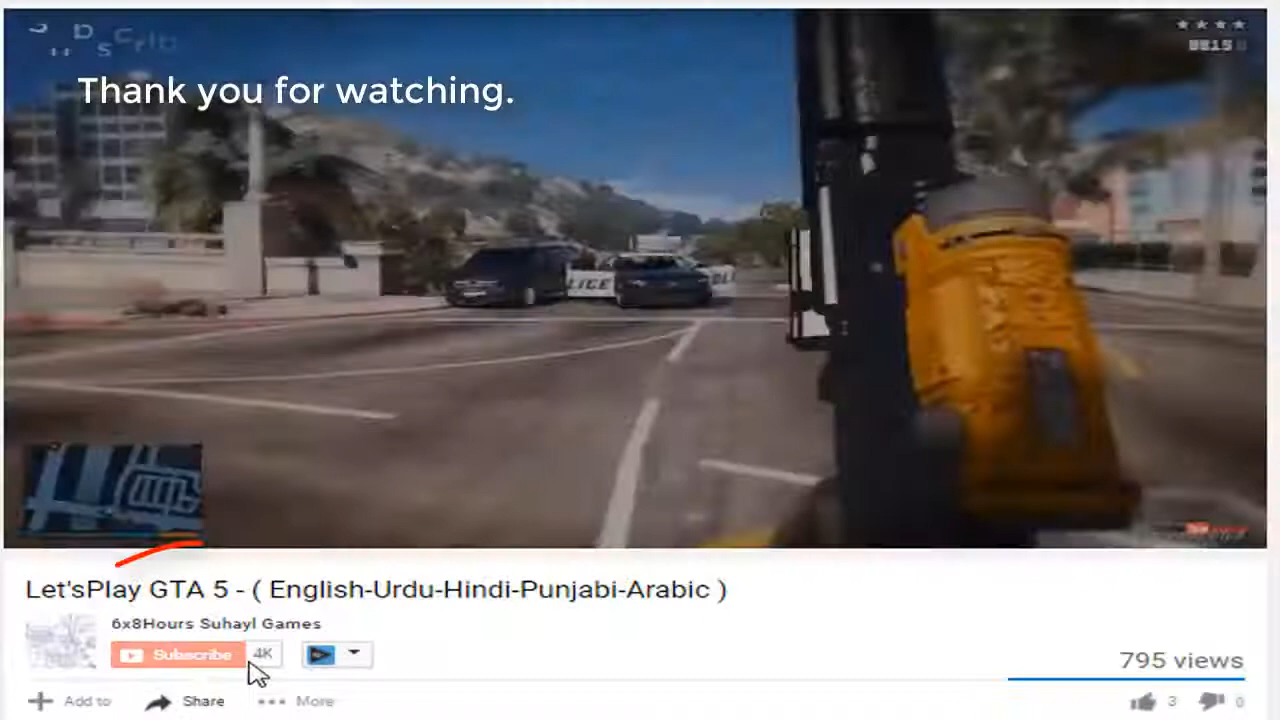 Thank you for watching.
LICE
Let'sPlay GTA 5 - ( English-Urdu-Hindi-Punjabi-Arabic )
6x8Hours Suhayl Games
Subscribe 4K
795 views
Add to Share More
3 0